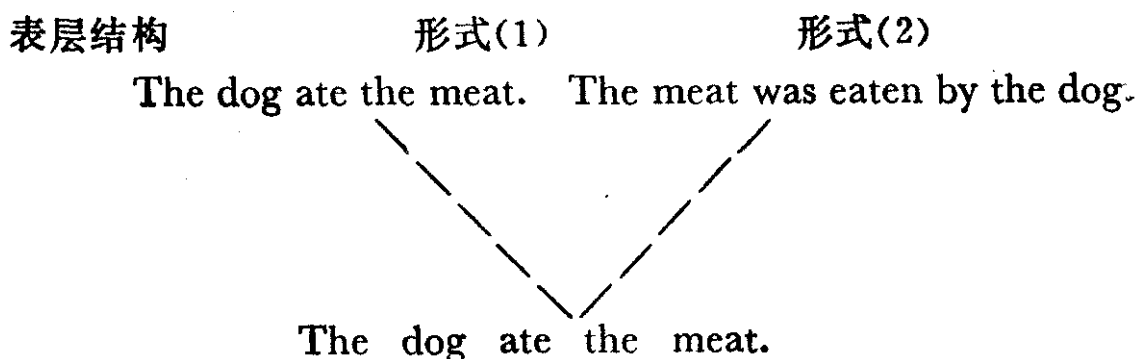 表层结构 形式(1) 形式(2)
The dog ate the meat. The meat was eaten by the dog.
The dog ate the meat.